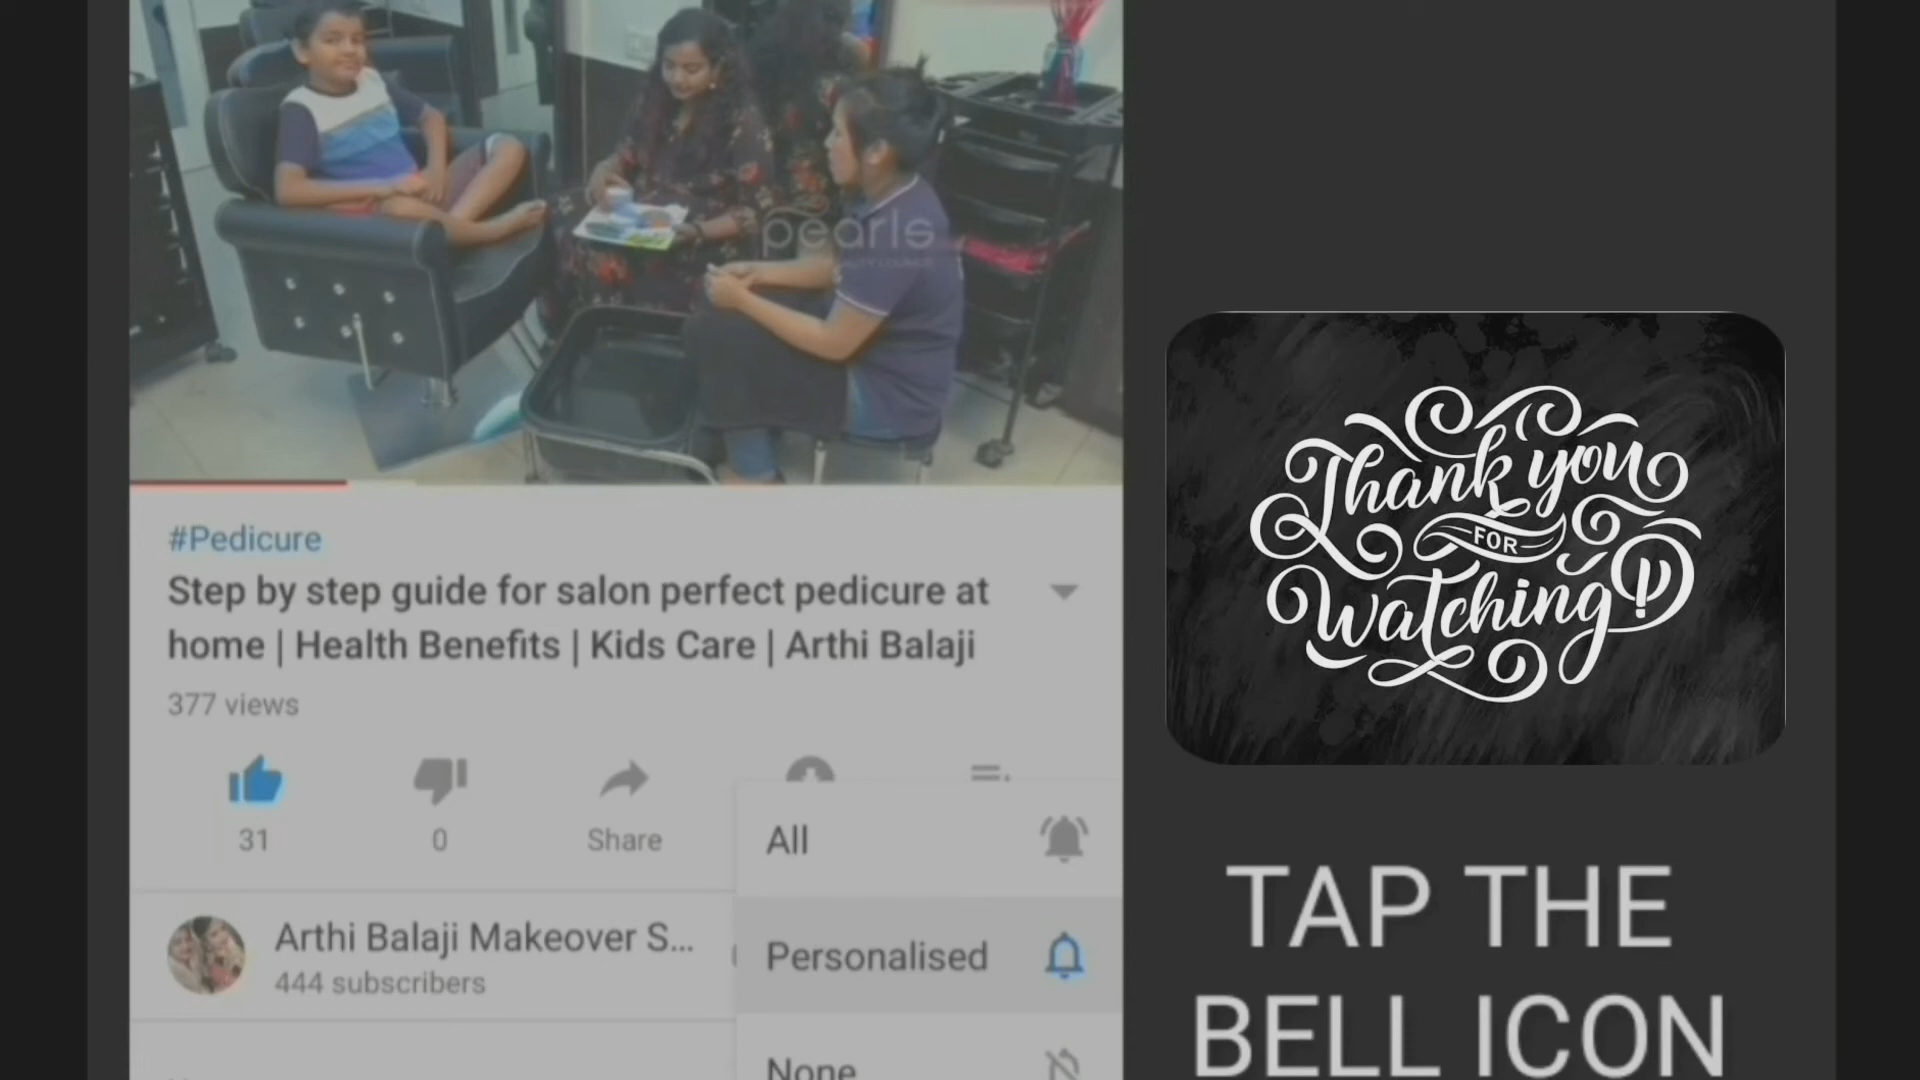 pearls
#Pedicure
Step by step guide for salon perfect pedicure at
home | Health Benefits | Kids Care | Arthi Balaji
377 views
31
0
Share
All
Arthi Balaji Makeover S...
444 subscribers
Personalised
None
Thank you
FOR
Watching!
TAP THE
BELL ICON